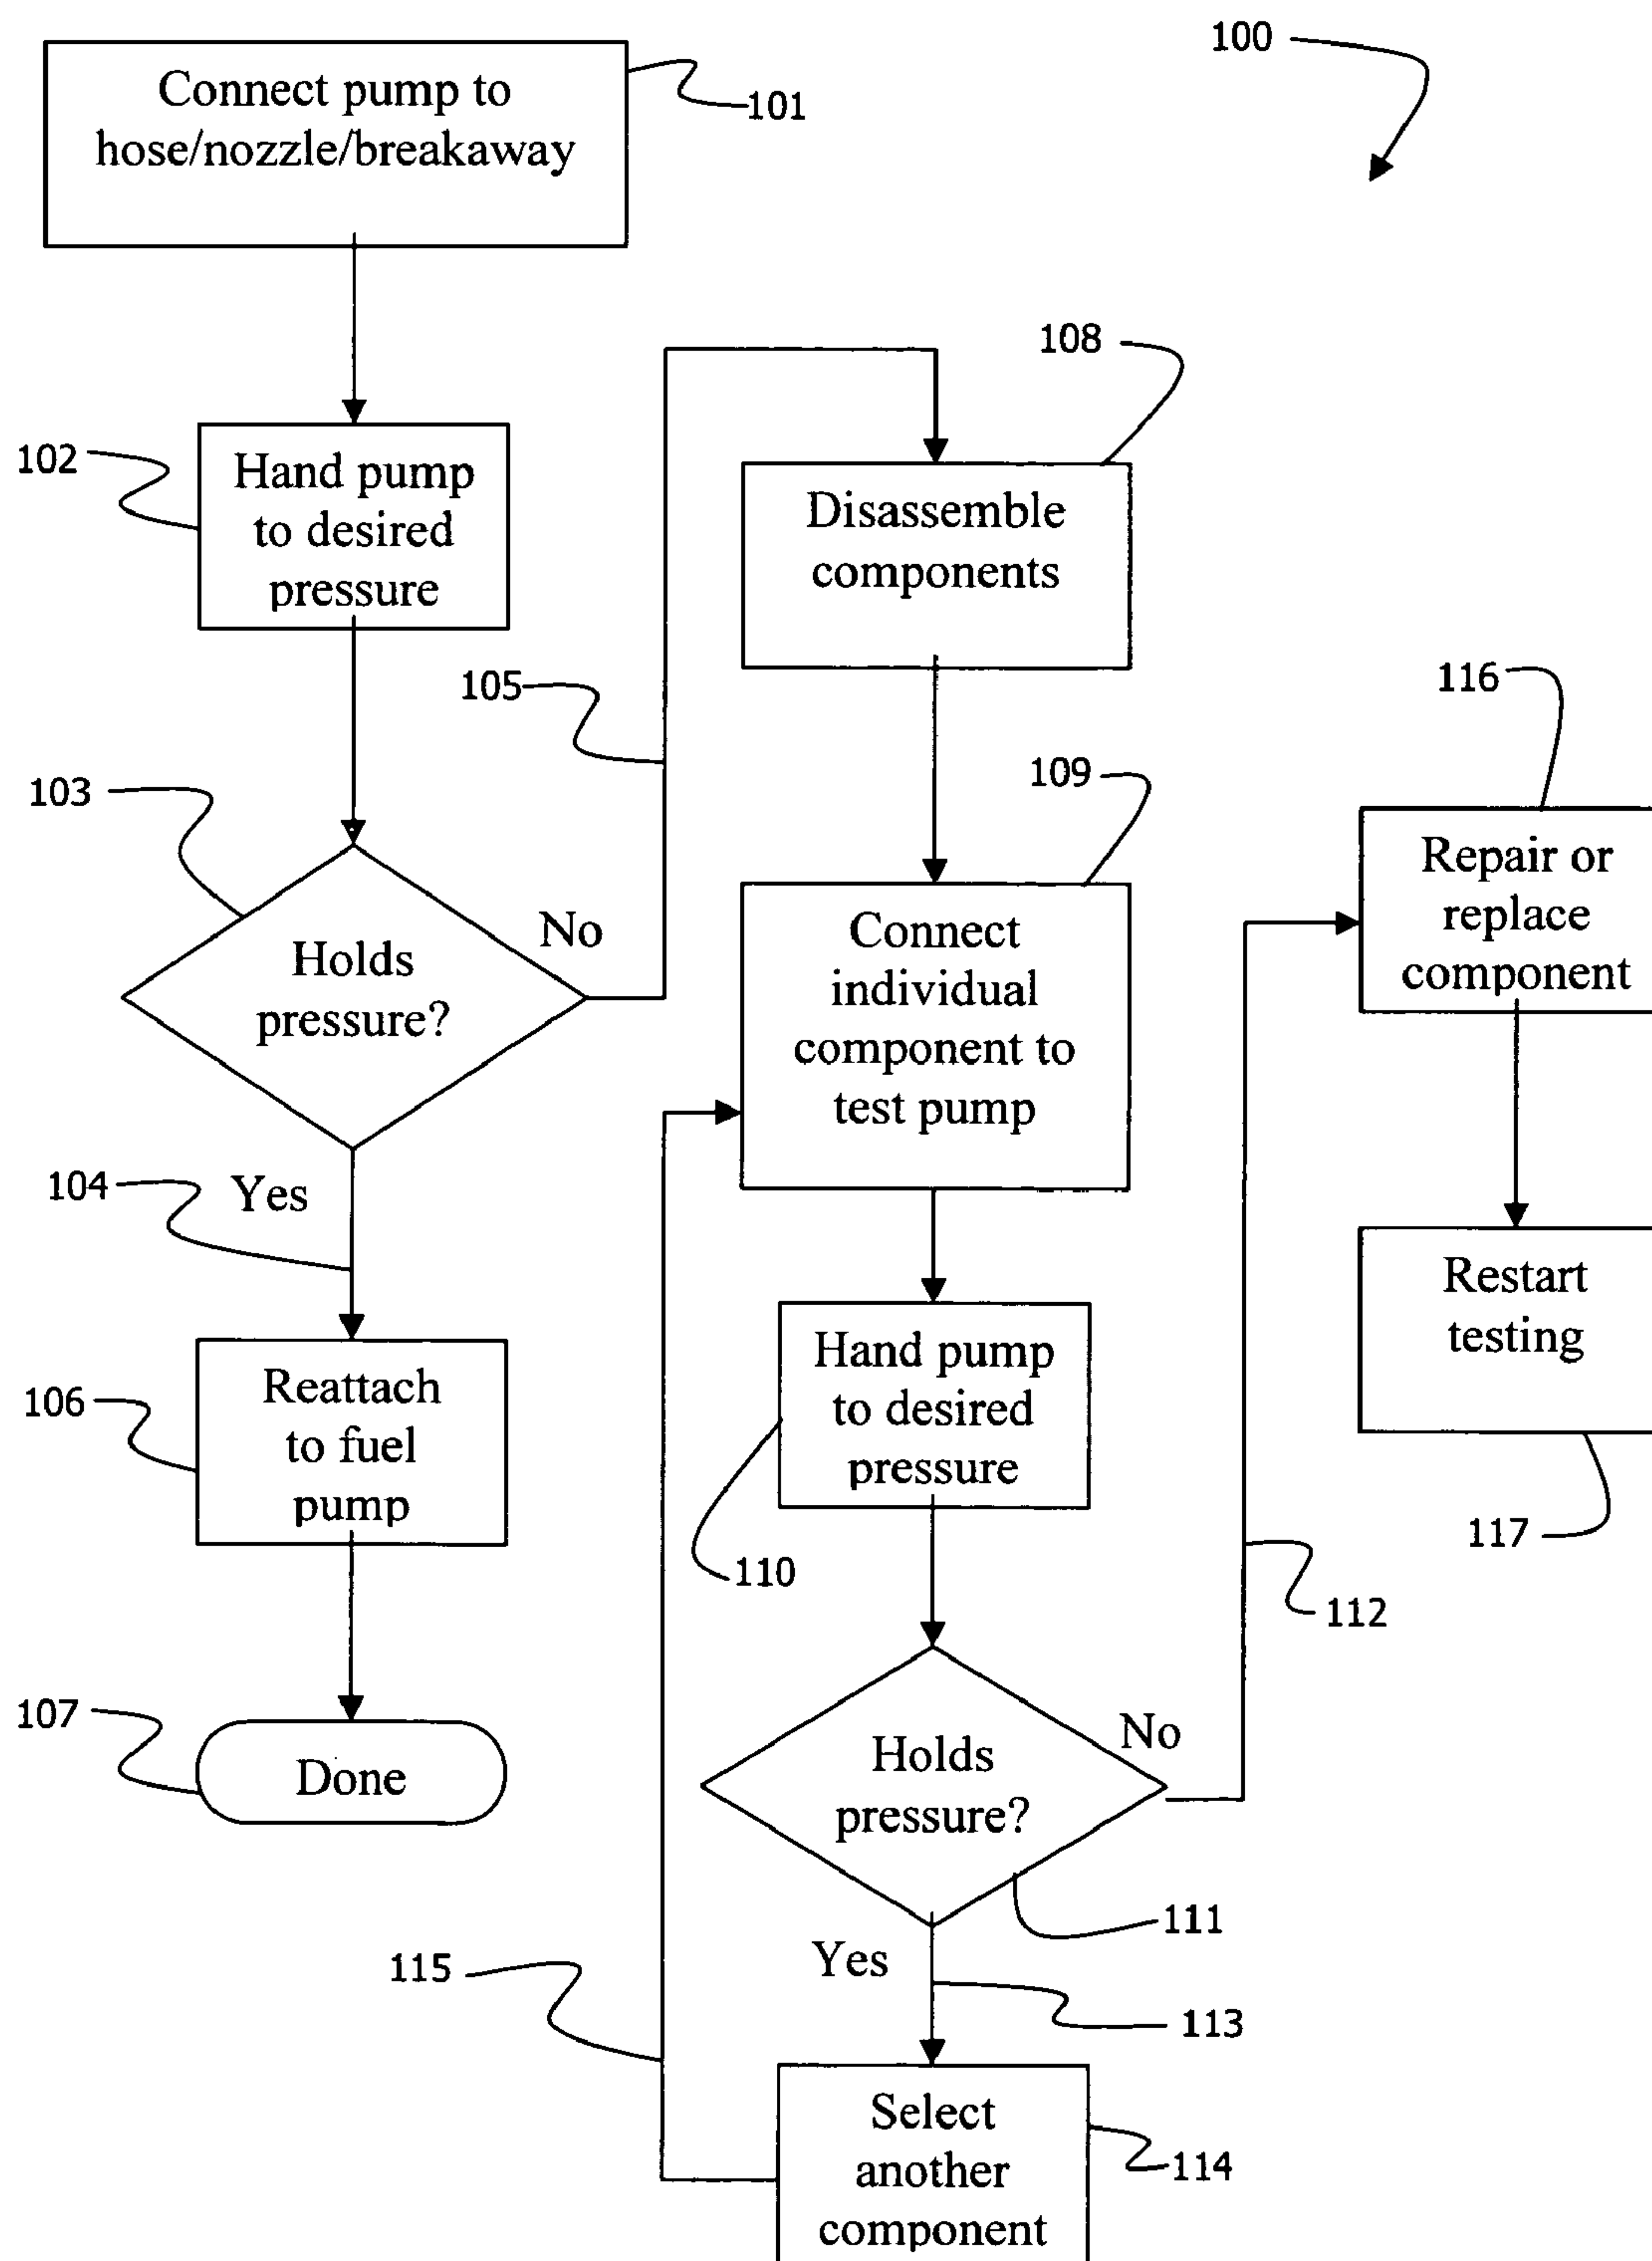 100
Connect pump to
hose/nozzle/breakaway
101
102
Hand pump
to desired
pressure
103
Holds
pressure?
No
105
104
Yes
106
Reattach
to fuel
pump
107
Done
108
Disassemble
components
109
Connect
individual
component to
test pump
110
Hand pump
to desired
pressure
Holds
pressure?
No
111
112
Yes
113
115
Select
another
component
114
116
Repair or
replace
component
Restart
testing
117